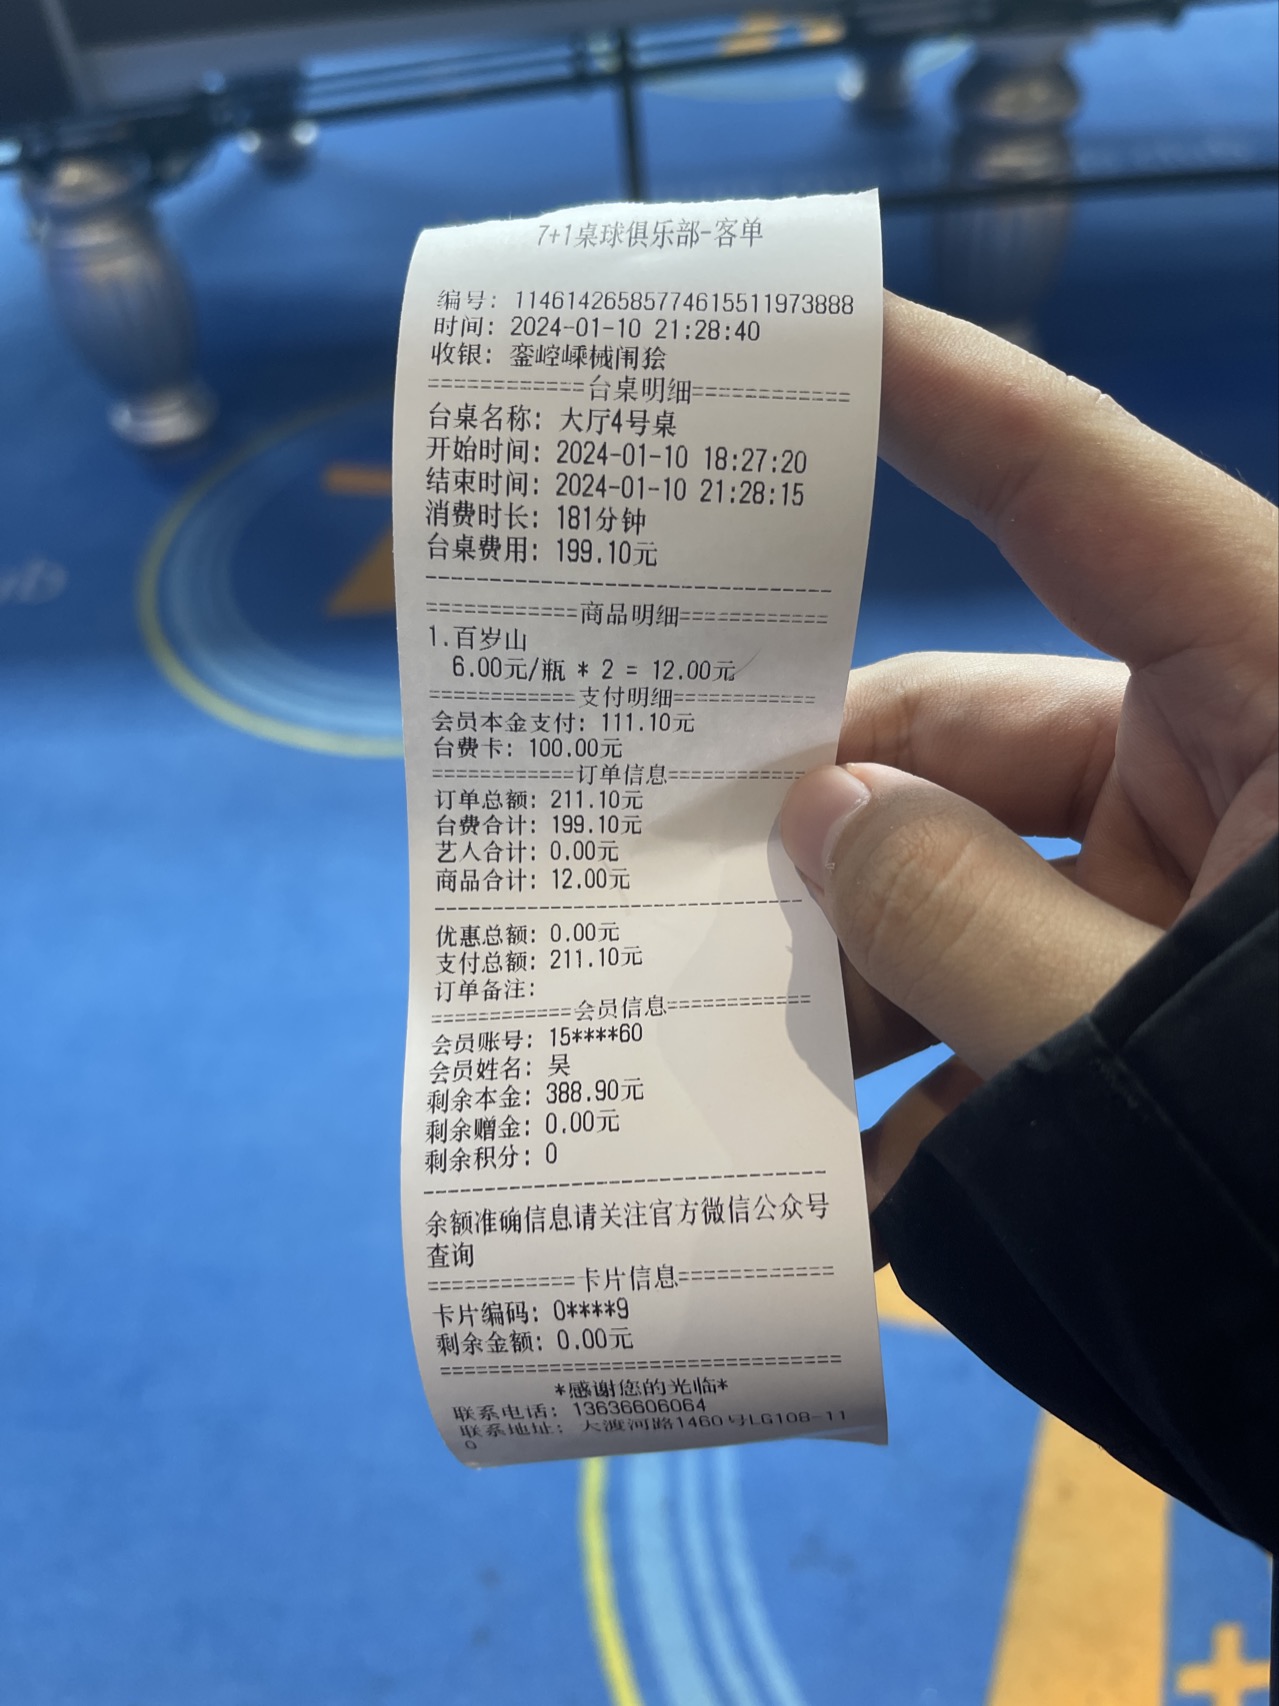 7+1桌球俱乐部-客单
编号: 1146142658577461551197​3888
时间: 2024-01-10 21:28:40
收银: 銮崆嵊械闱狯
============台桌明细============
台桌名称: 大厅4号桌
开始时间: 2024-01-10 18:27:20
结束时间: 2024-01-10 21:28:15
消费时长: 181分钟
台桌费用: 199.10元
--------------------------------
============商品明细============
1.百岁山
6.00元/瓶 * 2 = 12.00元
============支付明细============
会员本金支付: 111.10元
台费卡: 100.00元
============订单信息============
订单总额: 211.10元
台费合计: 199.10元
艺人合计: 0.00元
商品合计: 12.00元
--------------------------------
优惠总额: 0.00元
支付总额: 211.10元
订单备注:
============会员信息============
会员账号: 15****60
会员姓名: 吴
剩余本金: 388.90元
剩余赠金: 0.00元
剩余积分: 0
--------------------------------
余额准确信息请关注官方微信公众号
查询
============卡片信息============
卡片编码: 0****9
剩余金额: 0.00元
================================
*感谢您的光临*
联系电话: 13636606064
联系地址: 大渡河路1460号LG108-11
0